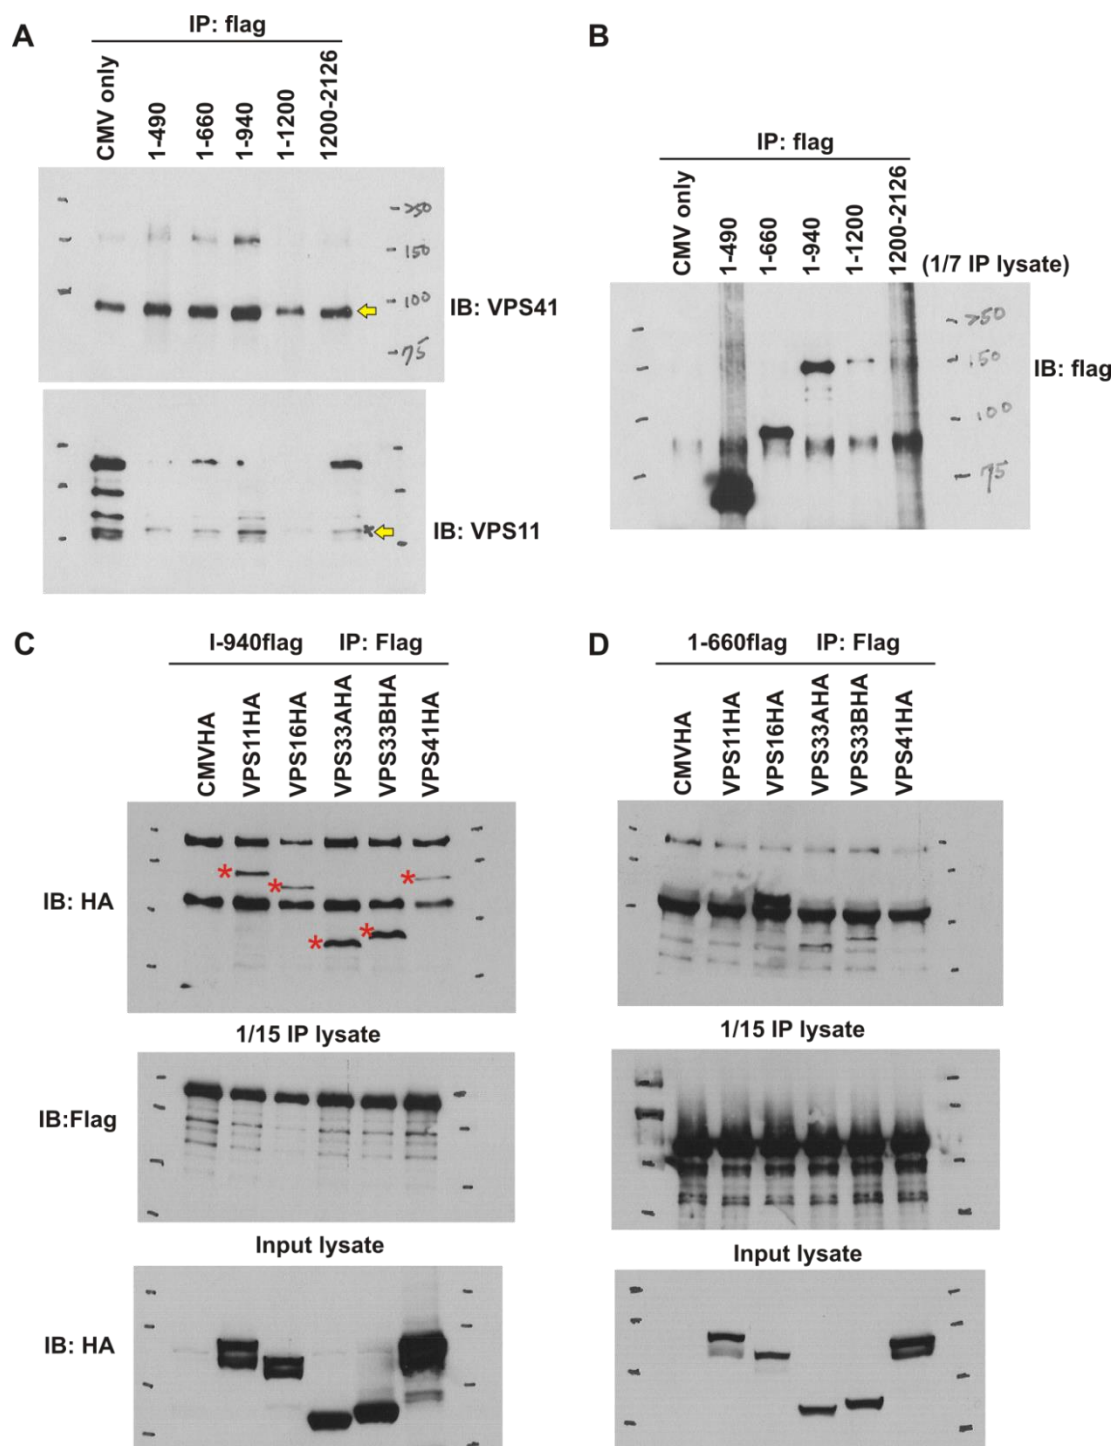 A
IP: flag
CMV only
1-490
1-660
1-940
1-1200
1200-2126
- >50
- 150
- 100
-75
IB: VPS41
IB: VPS11
B
IP: flag
CMV only
1-490
1-660
1-940
1-1200
1200-2126
(1/7 IP lysate)
- >50
- 150
- 100
- 75
IB: flag
C
I-940flag IP: Flag
CMVHA
VPS11HA
VPS16HA
VPS33AHA
VPS33BHA
VPS41HA
IB: HA
* * * * *
1/15 IP lysate
IB:Flag
Input lysate
IB: HA
D
1-660flag IP: Flag
CMVHA
VPS11HA
VPS16HA
VPS33AHA
VPS33BHA
VPS41HA
1/15 IP lysate
Input lysate